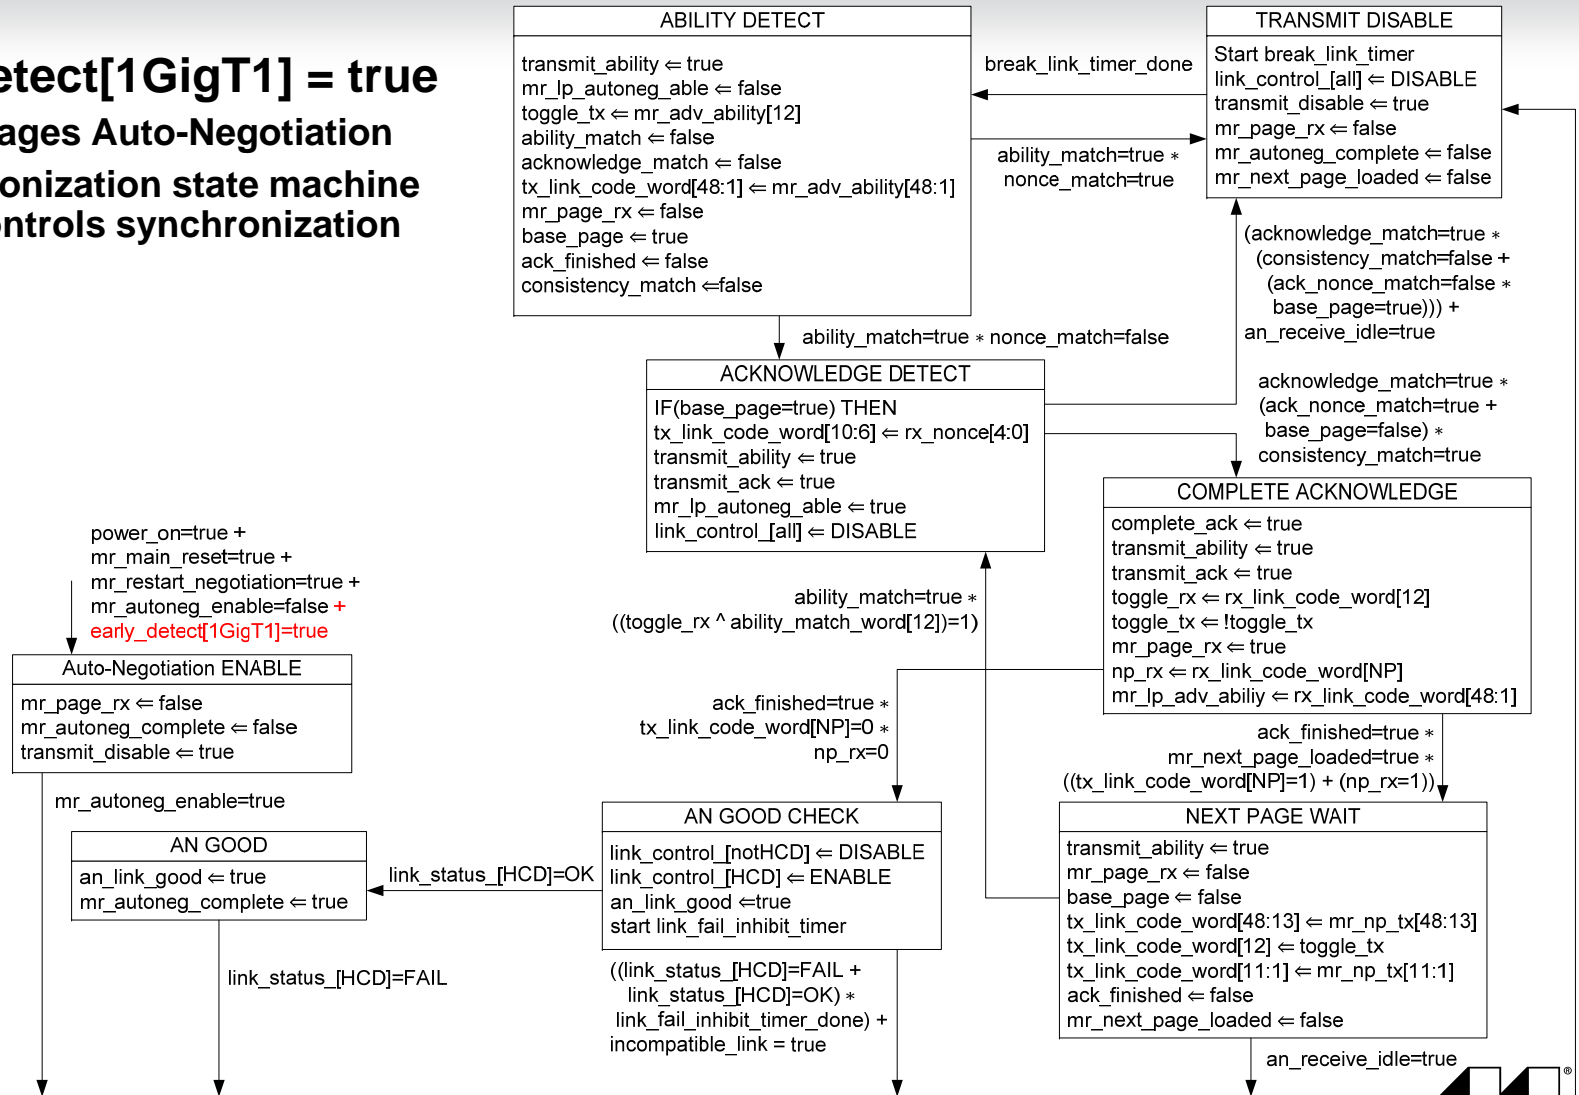 etect[1GigT1] = true
ages Auto-Negotiation
onization state machine
ontrols synchronization
ABILITY DETECT
transmit_ability ⇐ true
mr_lp_autoneg_able ⇐ false
toggle_tx ⇐ mr_adv_ability[12]
ability_match ⇐ false
acknowledge_match ⇐ false
tx_link_code_word[48:1] ⇐ mr_adv_ability[48:1]
mr_page_rx ⇐ false
base_page ⇐ true
ack_finished ⇐ false
consistency_match ⇐false
break_link_timer_done
ability_match=true *
nonce_match=true
TRANSMIT DISABLE
Start break_link_timer
link_control_[all] ⇐ DISABLE
transmit_disable ⇐ true
mr_page_rx ⇐ false
mr_autoneg_complete ⇐ false
mr_next_page_loaded ⇐ false
(acknowledge_match=true *
(consistency_match=false +
(ack_nonce_match=false *
base_page=true))) +
an_receive_idle=true
ability_match=true * nonce_match=false
ACKNOWLEDGE DETECT
IF(base_page=true) THEN
tx_link_code_word[10:6] ⇐ rx_nonce[4:0]
transmit_ability ⇐ true
transmit_ack ⇐ true
mr_lp_autoneg_able ⇐ true
link_control_[all] ⇐ DISABLE
acknowledge_match=true *
(ack_nonce_match=true +
base_page=false) *
consistency_match=true
COMPLETE ACKNOWLEDGE
complete_ack ⇐ true
transmit_ability ⇐ true
transmit_ack ⇐ true
toggle_rx ⇐ rx_link_code_word[12]
toggle_tx ⇐ !toggle_tx
mr_page_rx ⇐ true
np_rx ⇐ rx_link_code_word[NP]
mr_lp_adv_abiliy ⇐ rx_link_code_word[48:1]
power_on=true +
mr_main_reset=true +
mr_restart_negotiation=true +
mr_autoneg_enable=false +
early_detect[1GigT1]=true
Auto-Negotiation ENABLE
mr_page_rx ⇐ false
mr_autoneg_complete ⇐ false
transmit_disable ⇐ true
mr_autoneg_enable=true
ability_match=true *
((toggle_rx ^ ability_match_word[12])=1)
ack_finished=true *
tx_link_code_word[NP]=0 *
np_rx=0
ack_finished=true *
mr_next_page_loaded=true *
((tx_link_code_word[NP]=1) + (np_rx=1))
AN GOOD
an_link_good ⇐ true
mr_autoneg_complete ⇐ true
link_status_[HCD]=OK
link_status_[HCD]=FAIL
AN GOOD CHECK
link_control_[notHCD] ⇐ DISABLE
link_control_[HCD] ⇐ ENABLE
an_link_good ⇐true
start link_fail_inhibit_timer
((link_status_[HCD]=FAIL +
link_status_[HCD]=OK) *
link_fail_inhibit_timer_done) +
incompatible_link = true
NEXT PAGE WAIT
transmit_ability ⇐ true
mr_page_rx ⇐ false
base_page ⇐ false
tx_link_code_word[48:13] ⇐ mr_np_tx[48:13]
tx_link_code_word[12] ⇐ toggle_tx
tx_link_code_word[11:1] ⇐ mr_np_tx[11:1]
ack_finished ⇐ false
mr_next_page_loaded ⇐ false
an_receive_idle=true
®